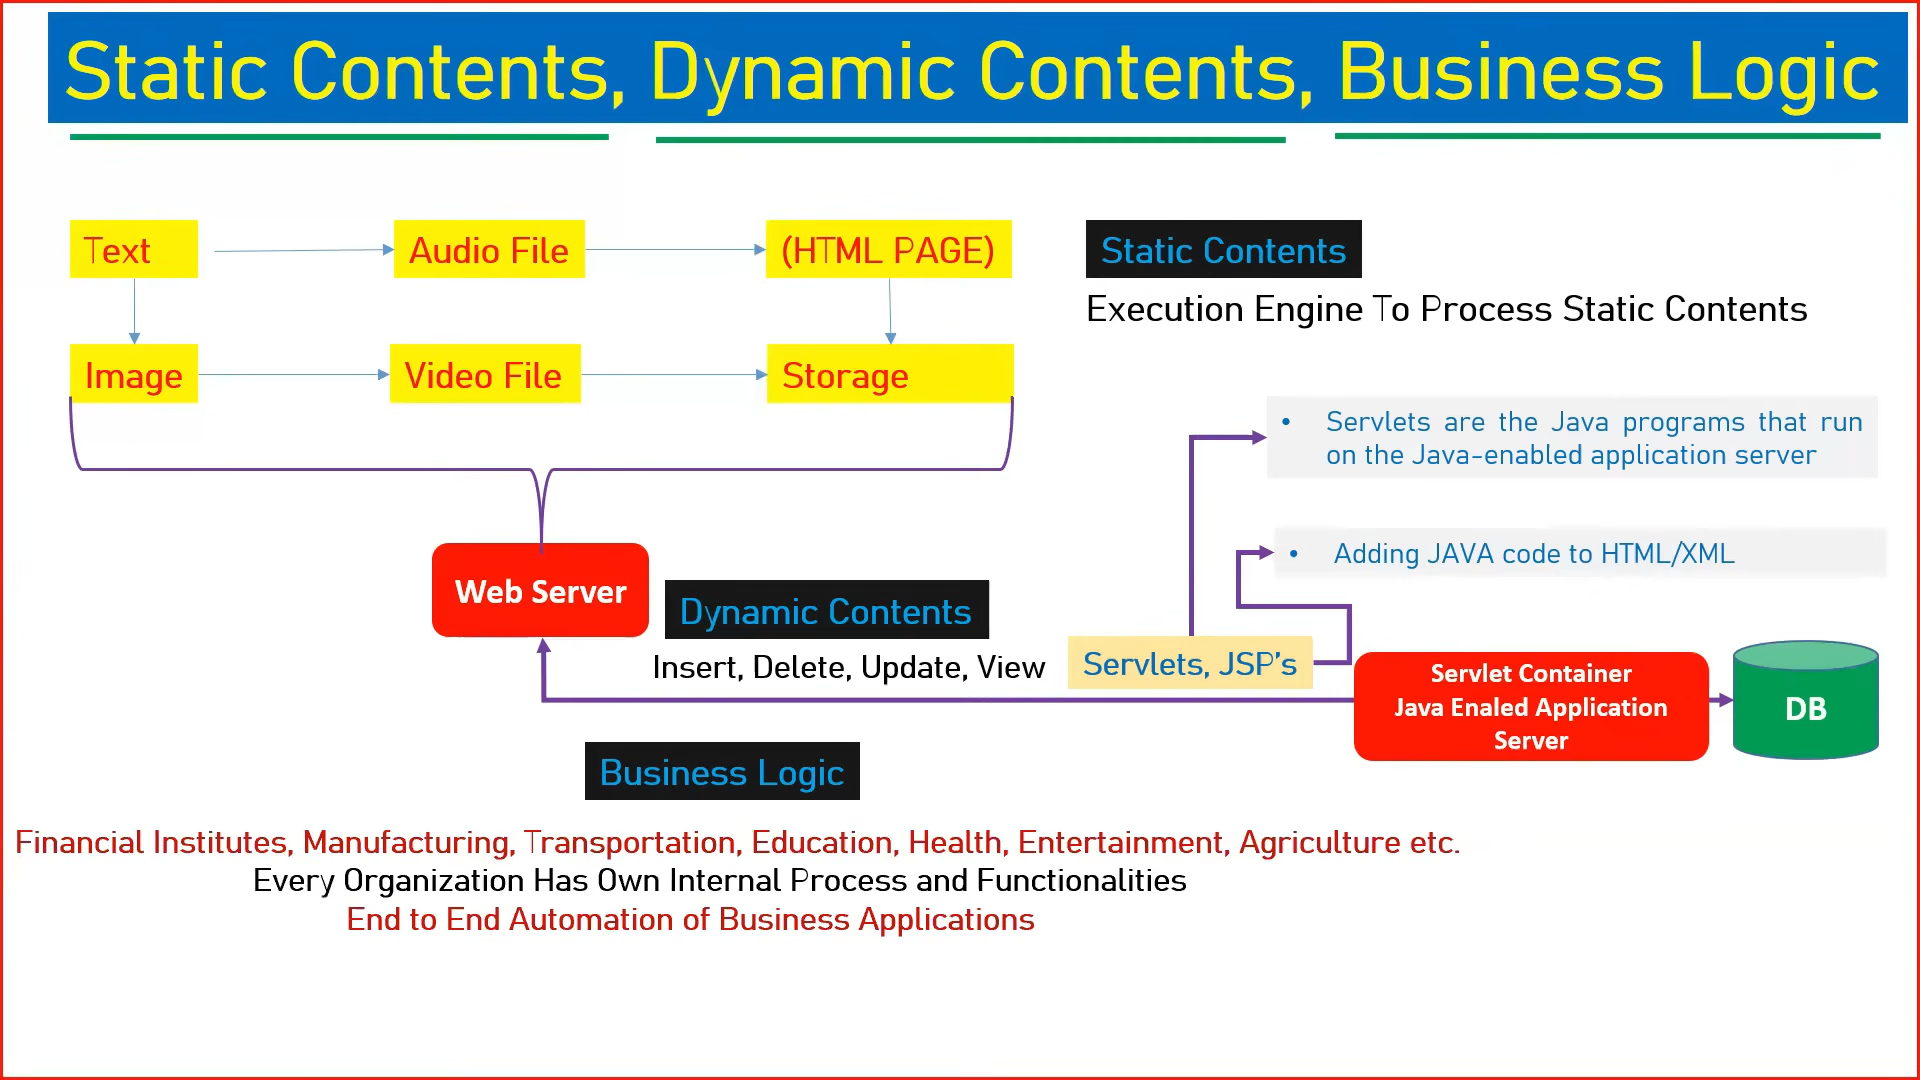 Static Contents, Dynamic Contents, Business Logic
Text
Audio File
(HTML PAGE)
Image
Video File
Storage
Static Contents
Execution Engine To Process Static Contents
• Servlets are the Java programs that run
on the Java-enabled application server
• Adding JAVA code to HTML/XML
Web Server
Dynamic Contents
Insert, Delete, Update, View
Servlets, JSP's
Servlet Container
Java Enaled Application
Server
DB
Business Logic
Financial Institutes, Manufacturing, Transportation, Education, Health, Entertainment, Agriculture etc.
Every Organization Has Own Internal Process and Functionalities
End to End Automation of Business Applications